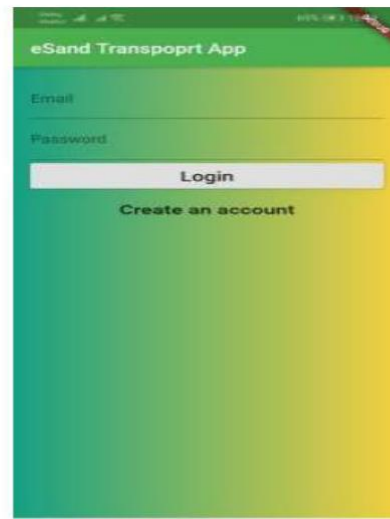 eSand Transpoprt App
Email
Password
Login
Create an account